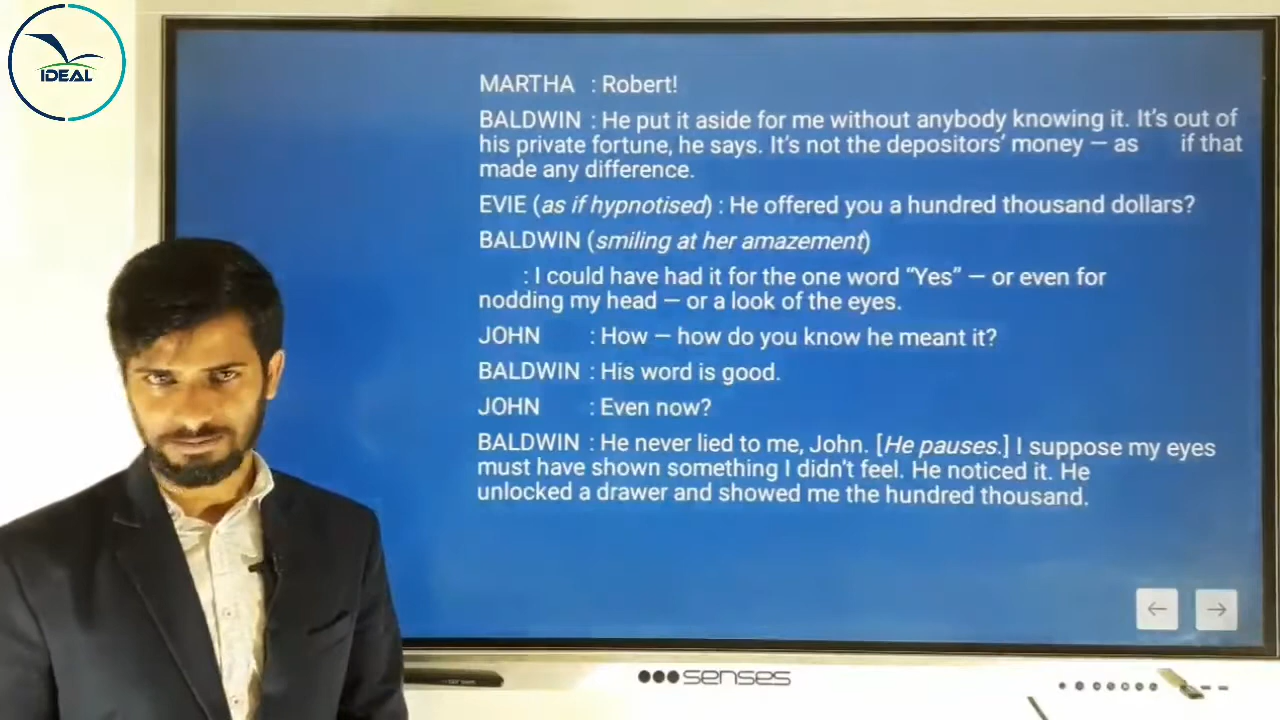 IDEAL
MARTHA : Robert!
BALDWIN : He put it aside for me without anybody knowing it. It's out of
his private fortune, he says. It's not the depositors' money – as if that
made any difference.
EVIE (as if hypnotised) : He offered you a hundred thousand dollars?
BALDWIN (smiling at her amazement)
: I could have had it for the one word “Yes” – or even for
nodding my head – or a look of the eyes.
JOHN : How – how do you know he meant it?
BALDWIN : His word is good.
JOHN : Even now?
BALDWIN : He never lied to me, John. [He pauses.] I suppose my eyes
must have shown something I didn't feel. He noticed it. He
unlocked a drawer and showed me the hundred thousand.
senses